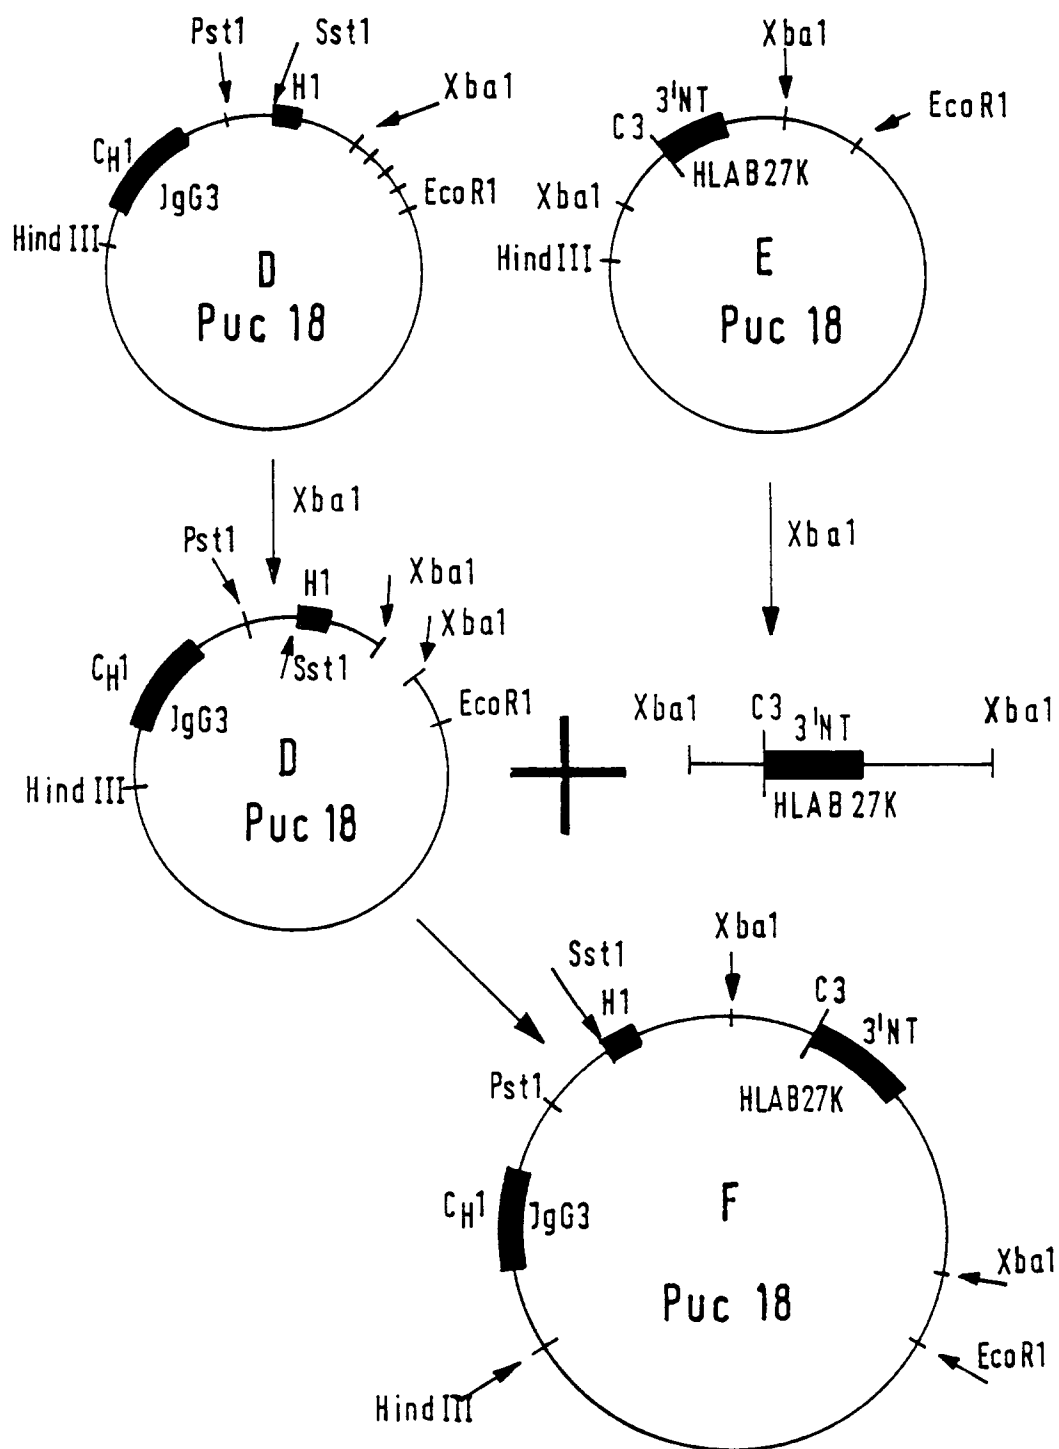 Pst1
Sst1
H1
Xba1
CH1
JgG3
EcoR1
Hind III
D
Puc 18
Xba1
3'NT
C3
EcoR1
HLAB27K
Xba1
HindIII
E
Puc 18
Xba1
Xba1
Pst1
H1
Xba1
Xba1
CH1
Sst1
JgG3
EcoR1
D
Hind III
Puc 18
Xba1
C3
3'NT
Xba1
HLAB 27K
Sst1
H1
Xba1
C3
3'NT
Pst1
HLAB27K
CH1
JgG3
F
Xba1
Puc 18
EcoR1
Hind III